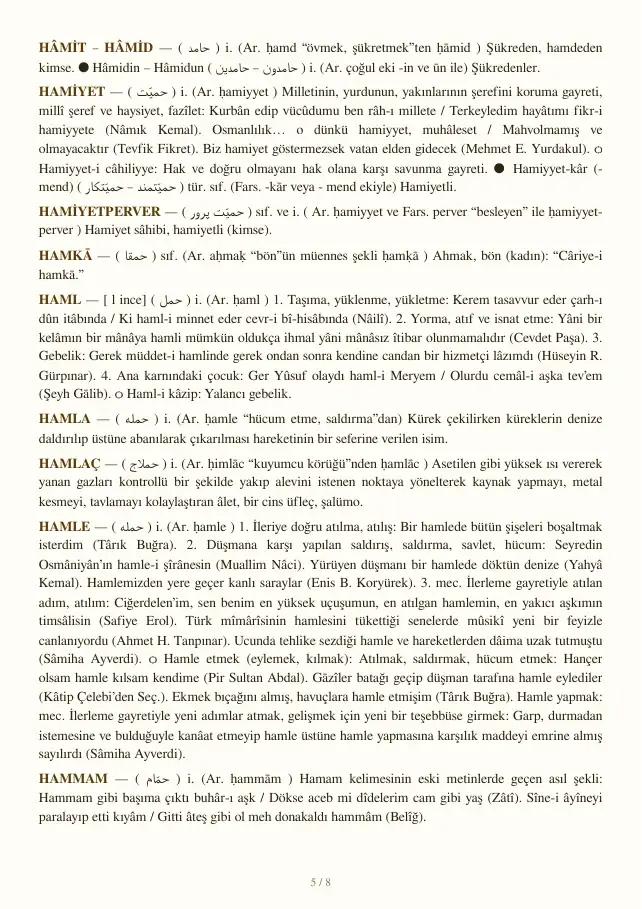 HÂMİT – HÂMİD — ( حامد ) i. (Ar. ḥamd “övmek, şükretmek”ten ḥāmid ) Şükreden, hamdeden
kimse. ● Hâmidin – Hâmidun ( حامدون – حامدين ) i. (Ar. çoğul eki -in ve ün ile) Şükredenler.
HAMİYET — ( حميّت ) i. (Ar. ḥamiyyet ) Milletinin, yurdunun, yakınlarının şerefini koruma gayreti,
millî şeref ve haysiyet, fazîlet: Kurbân edip vücûdumu ben râh-ı millete / Terkeyledim hayâtımı fikr-i
hamiyyete (Nâmık Kemal). Osmanlılık… o dünkü hamiyyet, muhâleset / Mahvolmamış ve
olmayacaktır (Tevfik Fikret). Biz hamiyet göstermezsek vatan elden gidecek (Mehmet E. Yurdakul). ѻ
Hamiyyet-i câhiliyye: Hak ve doğru olmayanı hak olana karşı savunma gayreti. ● Hamiyyet-kâr (-
mend) ( حميّتمند – حميّتكار ) tür. sıf. (Fars. -kār veya - mend ekiyle) Hamiyetli.
HAMİYETPERVER — ( حميّت پرور ) sıf. ve i. ( Ar. ḥamiyyet ve Fars. perver “besleyen” ile ḥamiyyet-
perver ) Hamiyet sâhibi, hamiyetli (kimse).
HAMKĀ — ( حمقا ) sıf. (Ar. aḥmaḳ “bön”ün müennes şekli ḥamḳā ) Ahmak, bön (kadın): “Câriye-i
hamkā.”
HAML — [ l ince] ( حمل ) i. (Ar. ḥaml ) 1. Taşıma, yüklenme, yükletme: Kerem tasavvur eder çarh-ı
dûn itâbında / Ki haml-i minnet eder cevr-i bî-hisâbında (Nâilî). 2. Yorma, atıf ve isnat etme: Yâni bir
kelâmın bir mânâya hamli mümkün oldukça ihmal yâni mânâsız îtibar olunmamalıdır (Cevdet Paşa). 3.
Gebelik: Gerek müddet-i hamlinde gerek ondan sonra kendine candan bir hizmetçi lâzımdı (Hüseyin R.
Gürpınar). 4. Ana karnındaki çocuk: Ger Yûsuf olaydı haml-i Meryem / Olurdu cemâl-i aşka tev’em
(Şeyh Gālib). ѻ Haml-i kâzip: Yalancı gebelik.
HAMLA — ( حمله ) i. (Ar. ḥamle “hücum etme, saldırma”dan) Kürek çekilirken küreklerin denize
daldırılıp üstüne abanılarak çıkarılması hareketinin bir seferine verilen isim.
HAMLAÇ — ( حملاج ) i. (Ar. ḥimlāc “kuyumcu körüğü”nden ḥamlāc ) Asetilen gibi yüksek ısı vererek
yanan gazları kontrollü bir şekilde yakıp alevini istenen noktaya yönelterek kaynak yapmayı, metal
kesmeyi, tavlamayı kolaylaştıran âlet, bir cins üfleç, şalümo.
HAMLE — ( حمله ) i. (Ar. ḥamle ) 1. İleriye doğru atılma, atılış: Bir hamlede bütün şişeleri boşaltmak
isterdim (Târık Buğra). 2. Düşmana karşı yapılan saldırış, saldırma, savlet, hücum: Seyredin
Osmâniyân’ın hamle-i şîrânesin (Muallim Nâci). Yürüyen düşmanı bir hamlede döktün denize (Yahyâ
Kemal). Hamlemizden yere geçer kanlı saraylar (Enis B. Koryürek). 3. mec. İlerleme gayretiyle atılan
adım, atılım: Ciğerdelen’im, sen benim en yüksek uçuşumun, en atılgan hamlemin, en yakıcı aşkımın
timsâlisin (Safiye Erol). Türk mîmârîsinin hamlesini tükettiği senelerde mûsikî yeni bir feyizle
canlanıyordu (Ahmet H. Tanpınar). Ucunda tehlike sezdiği hamle ve hareketlerden dâima uzak tutmuştu
(Sâmiha Ayverdi). ѻ Hamle etmek (eylemek, kılmak): Atılmak, saldırmak, hücum etmek: Hançer
olsam hamle kılsam kendime (Pir Sultan Abdal). Gāzîler batağı geçip düşman tarafına hamle eylediler
(Kâtip Çelebi’den Seç.). Ekmek bıçağını almış, havuçlara hamle etmişim (Târık Buğra). Hamle yapmak:
mec. İlerleme gayretiyle yeni adımlar atmak, gelişmek için yeni bir teşebbüse girmek: Garp, durmadan
istemesine ve bulduğuyle kanâat etmeyip hamle üstüne hamle yapmasına karşılık maddeyi emrine almış
sayılırdı (Sâmiha Ayverdi).
HAMMAM — ( حمّام ) i. (Ar. ḥammām ) Hamam kelimesinin eski metinlerde geçen asıl şekli:
Hammam gibi başıma çıktı buhâr-ı aşk / Dökse aceb mi dîdelerim cam gibi yaş (Zâtî). Sîne-i âyîneyi
paralayıp etti kıyâm / Gitti âteş gibi ol meh donakaldı hammâm (Belîğ).
5 / 8